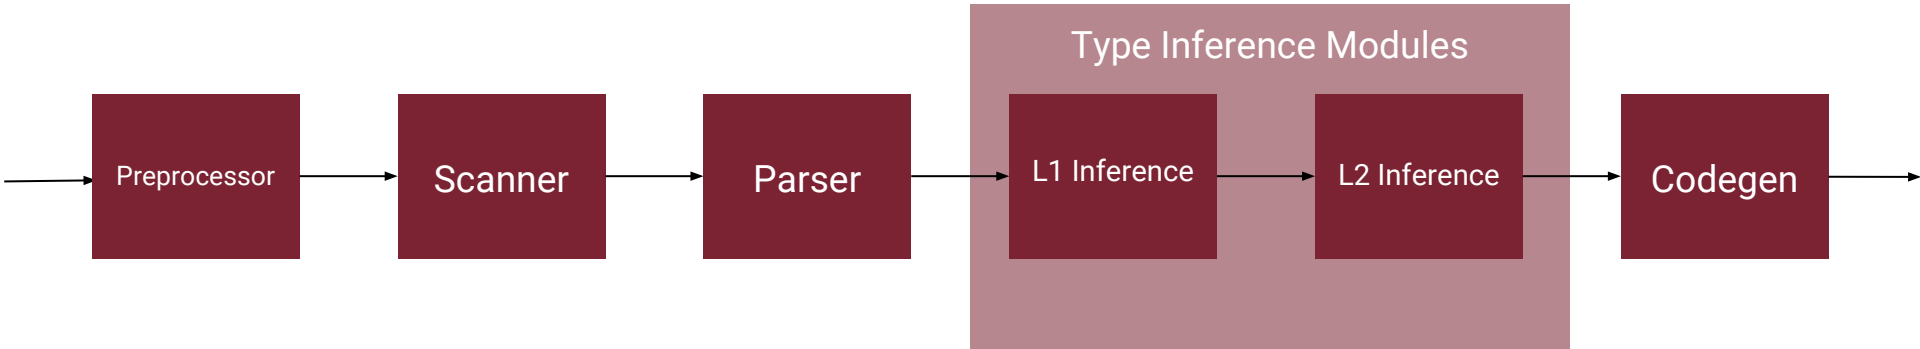 Type Inference Modules
Preprocessor
Scanner
Parser
L1 Inference
L2 Inference
Codegen